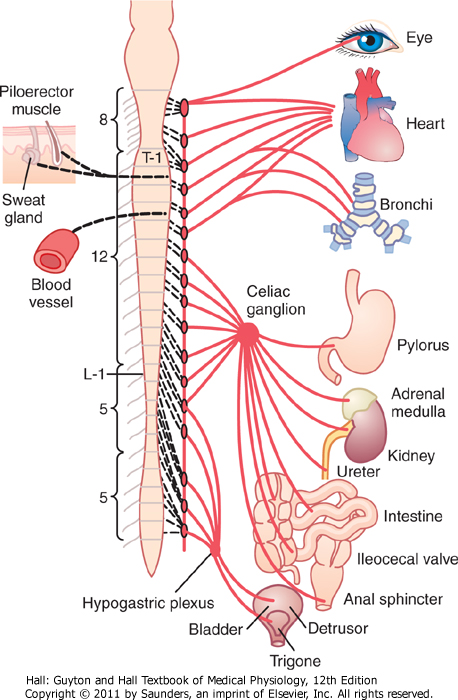 Eye
Piloerector
muscle
8
Heart
T-1
Sweat
gland
Bronchi
12
Blood
vessel
Celiac
ganglion
Pylorus
L-1
Adrenal
medulla
5
Kidney
Ureter
5
Intestine
Ileocecal valve
Hypogastric plexus
Anal sphincter
Bladder
Detrusor
Trigone
Hall: Guyton and Hall Textbook of Medical Physiology, 12th Edition
Copyright © 2011 by Saunders, an imprint of Elsevier, Inc. All rights reserved.